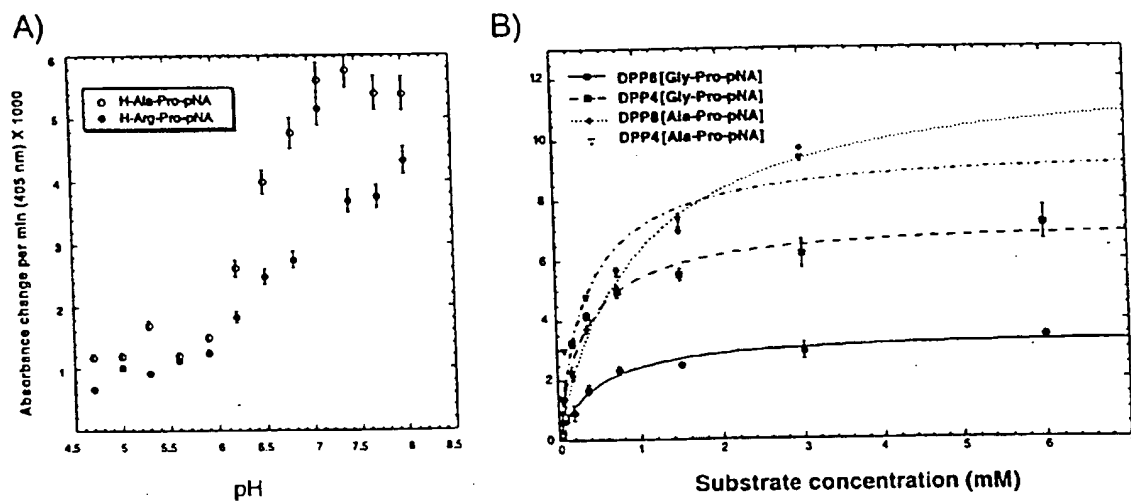 A)
Absorbance change per min (405 nm) X 1000
6
5
4
3
2
1
H-Ala-Pro-pNA
H-Arg-Pro-pNA
4.5 5 5.5 6 6.5 7 7.5 8 8.5
pH
B)
12
10
8
6
4
2
0
DPP8[Gly-Pro-pNA]
DPP4[Gly-Pro-pNA]
DPP8[Ala-Pro-pNA]
DPP4[Ala-Pro-pNA]
0 1 2 3 4 5 6
Substrate concentration (mM)